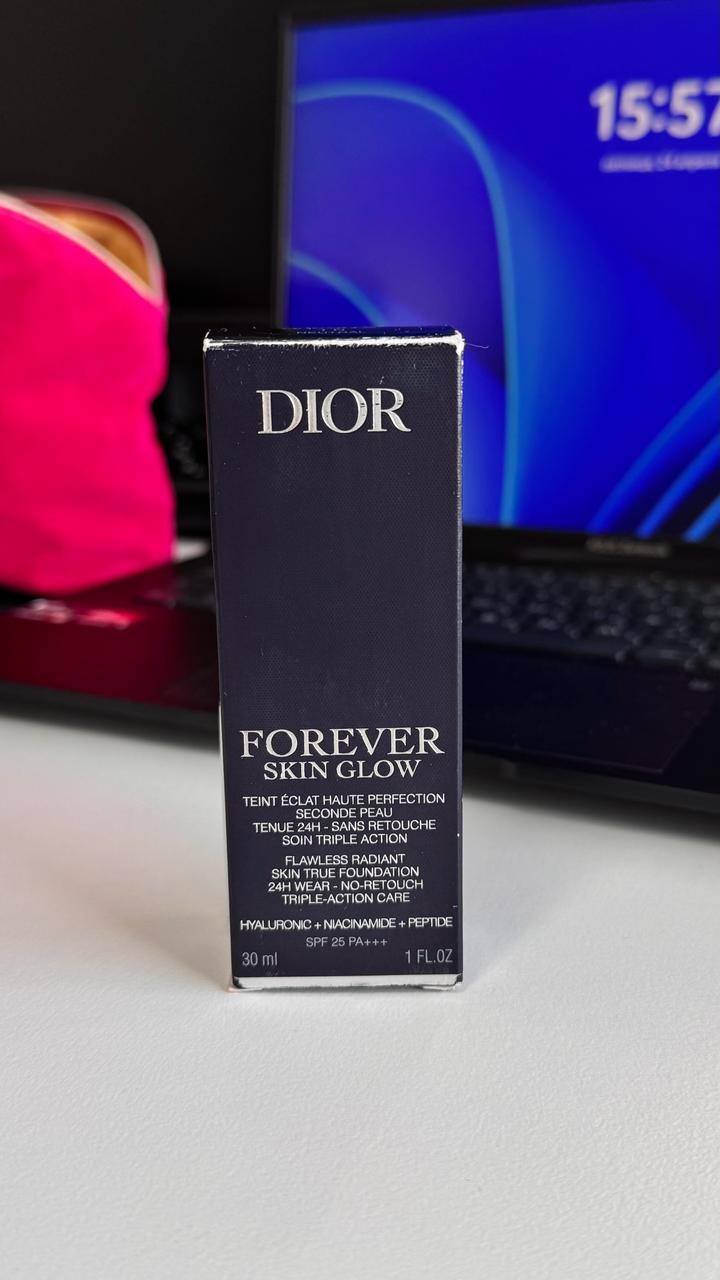 15:57
DIOR
FOREVER
SKIN GLOW
TEINT ÉCLAT HAUTE PERFECTION
SECONDE PEAU
TENUE 24H - SANS RETOUCHE
SOIN TRIPLE ACTION
FLAWLESS RADIANT
SKIN TRUE FOUNDATION
24H WEAR - NO-RETOUCH
TRIPLE-ACTION CARE
HYALURONIC + NIACINAMIDE + PEPTIDE
SPF 25 PA+++
30 ml 1 FL.OZ